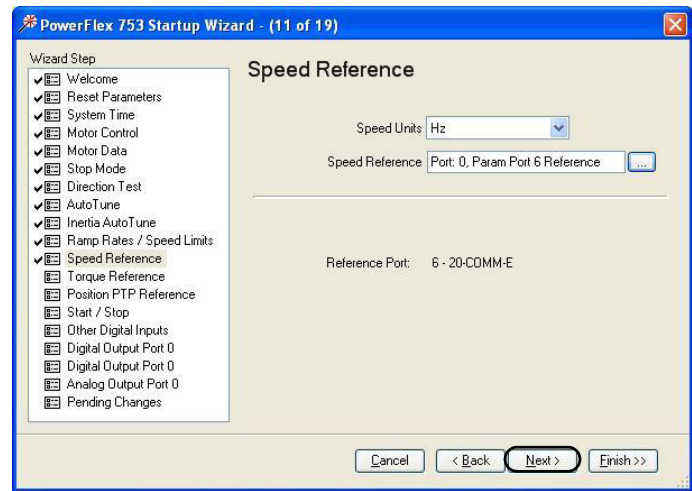 PowerFlex 753 Startup Wizard - (11 of 19)
Wizard Step
Welcome
Reset Parameters
System Time
Motor Control
Motor Data
Stop Mode
Direction Test
AutoTune
Inertia AutoTune
Ramp Rates / Speed Limits
Speed Reference
Torque Reference
Position PTP Reference
Start / Stop
Other Digital Inputs
Digital Output Port 0
Digital Output Port 0
Analog Output Port 0
Pending Changes
Speed Reference
Speed Units Hz
Speed Reference Port: 0, Param Port 6 Reference ...
Reference Port: 6 - 20-COMM-E
Cancel < Back Next > Finish >>